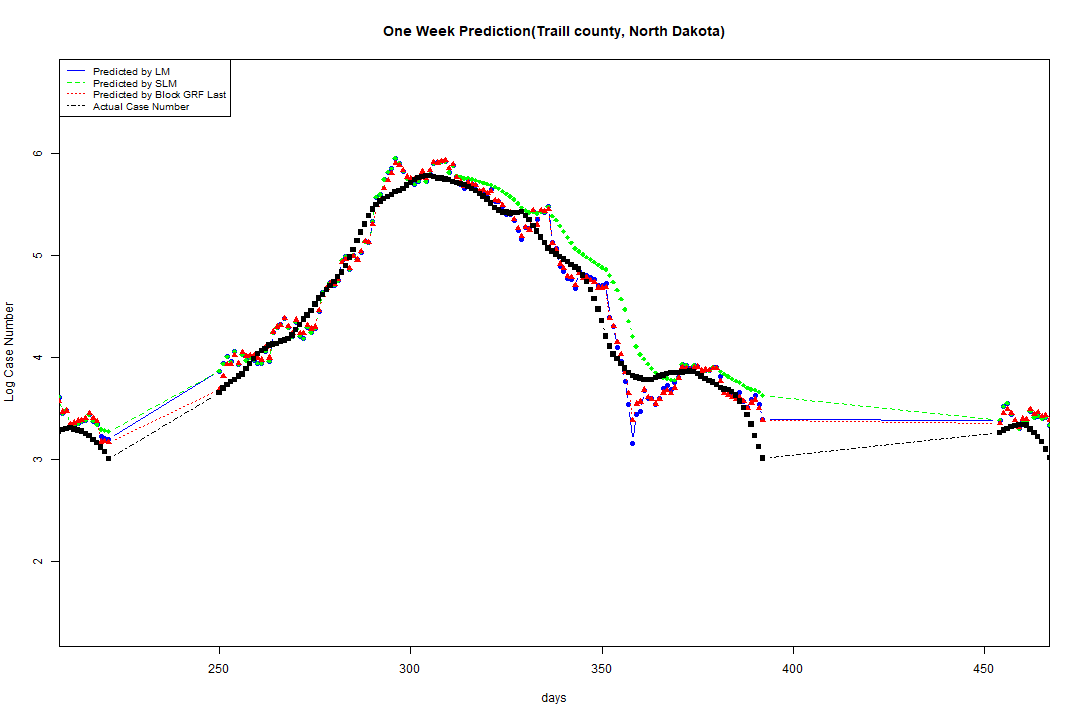 One Week Prediction(Traill county, North Dakota)
Predicted by LM
Predicted by SLM
Predicted by Block GRF Last
Actual Case Number
6
5
4
3
2
Log Case Number
250 300 350 400 450
days